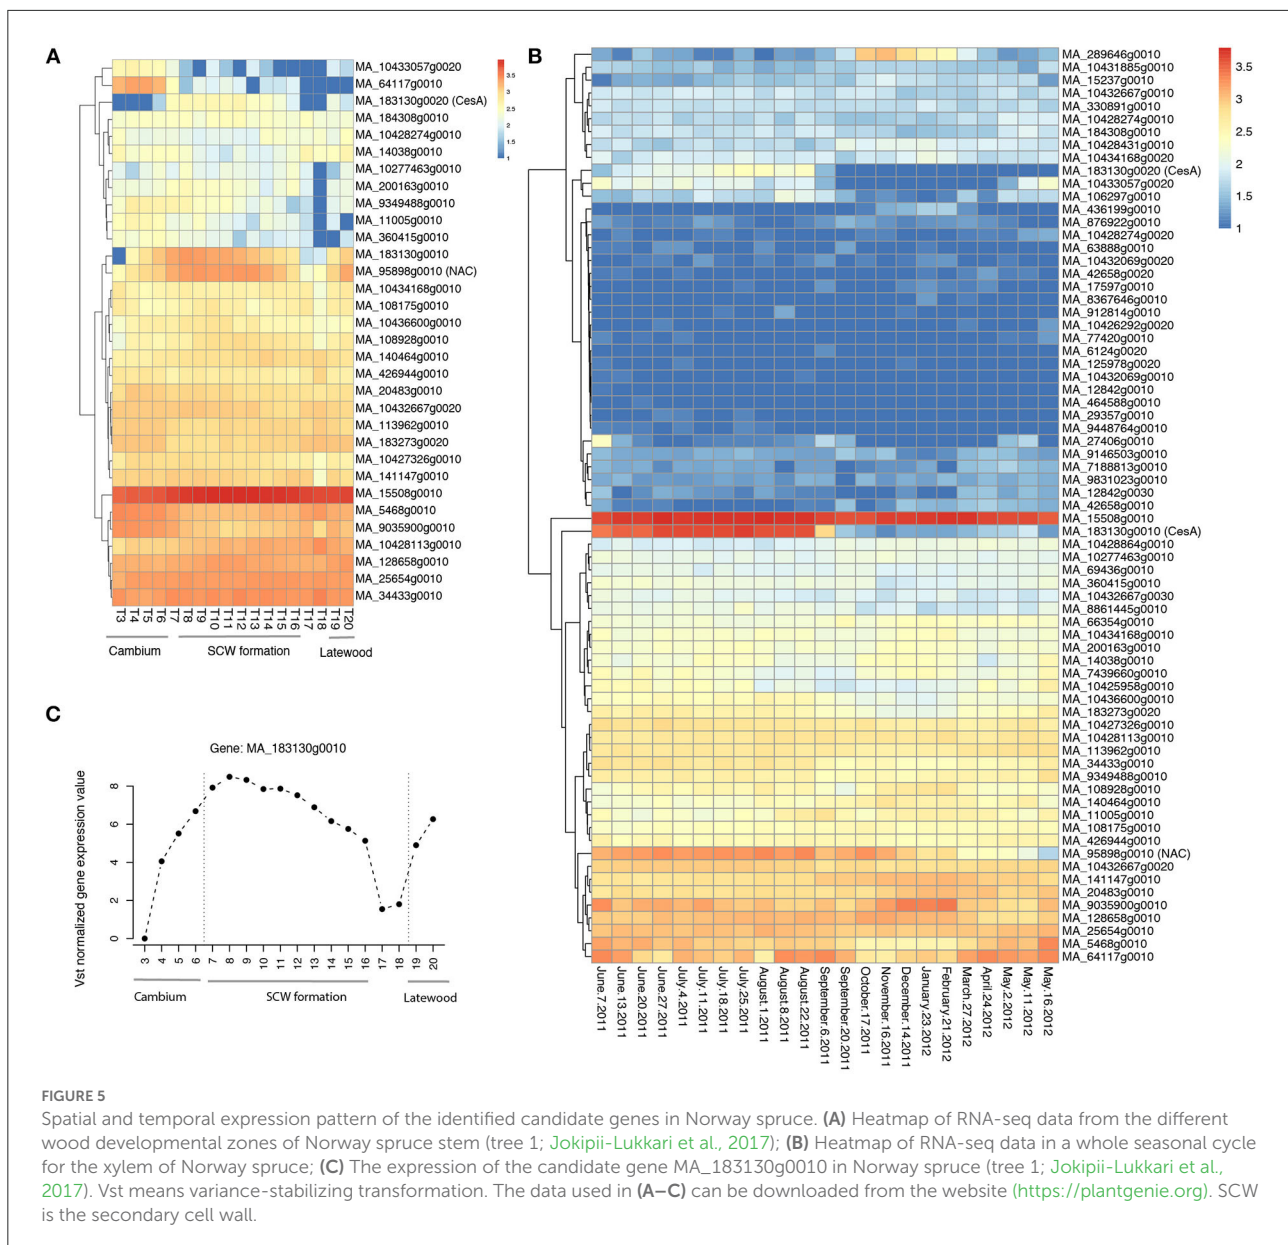 A
MA_10433057g0020
MA_64117g0010
MA_183130g0020 (CesA)
MA_184308g0010
MA_10428274g0010
MA_14038g0010
MA_10277463g0010
MA_200163g0010
MA_9349488g0010
MA_11005g0010
MA_360415g0010
MA_183130g0010
MA_95898g0010 (NAC)
MA_10434168g0010
MA_108175g0010
MA_10436600g0010
MA_108928g0010
MA_140464g0010
MA_426944g0010
MA_20483g0010
MA_10432667g0020
MA_113962g0010
MA_183273g0020
MA_10427326g0010
MA_141147g0010
MA_15508g0010
MA_5468g0010
MA_9035900g0010
MA_10428113g0010
MA_128658g0010
MA_25654g0010
MA_34433g0010
3.5
3
2.5
2
1.5
1
T3
T4
T5
T6
T7
T8
T9
T10
T11
T12
T13
T14
T15
T16
T17
T18
T19
T20
Cambium
SCW formation
Latewood
B
MA_289646g0010
MA_10431885g0010
MA_15237g0010
MA_10432667g0010
MA_330891g0010
MA_10428274g0010
MA_184308g0010
MA_10428431g0010
MA_10434168g0020
MA_183130g0020 (CesA)
MA_10433057g0020
MA_106297g0010
MA_436199g0010
MA_876922g0010
MA_10428274g0020
MA_63888g0010
MA_10432069g0020
MA_42658g0020
MA_17597g0010
MA_8367646g0010
MA_912814g0010
MA_10426292g0020
MA_77420g0010
MA_6124g0020
MA_125978g0020
MA_10432069g0010
MA_12842g0010
MA_464588g0010
MA_29357g0010
MA_9448764g0010
MA_27406g0010
MA_9146503g0010
MA_7188813g0010
MA_9831023g0010
MA_12842g0030
MA_42658g0010
MA_15508g0010
MA_183130g0010 (CesA)
MA_10428864g0010
MA_10277463g0010
MA_69436g0010
MA_360415g0010
MA_10432667g0030
MA_8861445g0010
MA_66354g0010
MA_10434168g0010
MA_200163g0010
MA_14038g0010
MA_7439660g0010
MA_10425958g0010
MA_10436600g0010
MA_183273g0020
MA_10427326g0010
MA_10428113g0010
MA_113962g0010
MA_34433g0010
MA_9349488g0010
MA_108928g0010
MA_140464g0010
MA_11005g0010
MA_108175g0010
MA_426944g0010
MA_95898g0010 (NAC)
MA_10432667g0020
MA_141147g0010
MA_20483g0010
MA_9035900g0010
MA_128658g0010
MA_25654g0010
MA_5468g0010
MA_64117g0010
3.5
3
2.5
2
1.5
1
June.7.2011
June.13.2011
June.20.2011
June.27.2011
July.4.2011
July.11.2011
July.18.2011
July.25.2011
August.1.2011
August.8.2011
August.22.2011
September.6.2011
September.20.2011
October.17.2011
November.16.2011
December.14.2011
January.23.2012
February.21.2012
March.27.2012
April.24.2012
May.2.2012
May.11.2012
May.16.2012
C
Gene: MA_183130g0010
Vst normalized gene expression value
8
6
4
2
0
3
4
5
6
7
8
9
10
11
12
13
14
15
16
17
18
19
20
Cambium
SCW formation
Latewood
FIGURE 5
Spatial and temporal expression pattern of the identified candidate genes in Norway spruce. (A) Heatmap of RNA-seq data from the different
wood developmental zones of Norway spruce stem (tree 1; Jokipii-Lukkari et al., 2017); (B) Heatmap of RNA-seq data in a whole seasonal cycle
for the xylem of Norway spruce; (C) The expression of the candidate gene MA_183130g0010 in Norway spruce (tree 1; Jokipii-Lukkari et al.,
2017). Vst means variance-stabilizing transformation. The data used in (A–C) can be downloaded from the website (https://plantgenie.org). SCW
is the secondary cell wall.